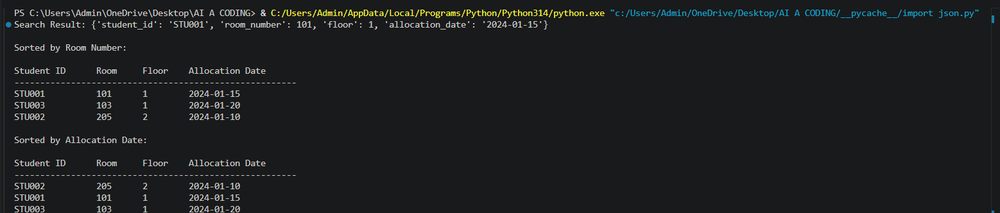 PS C:\Users\Admin\OneDrive\Desktop\AI A CODING> & C:/Users/Admin/AppData/Local/Programs/Python/Python314/python.exe "c:/Users/Admin/OneDrive/Desktop/AI A CODING/__pycache__/import json.py"
Search Result: {'student_id': 'STU001', 'room_number': 101, 'floor': 1, 'allocation_date': '2024-01-15'}
Sorted by Room Number:
Student ID      Room     Floor    Allocation Date
-------------------------------------------------------
STU001          101      1        2024-01-15
STU003          103      1        2024-01-20
STU002          205      2        2024-01-10
Sorted by Allocation Date:
Student ID      Room     Floor    Allocation Date
-------------------------------------------------------
STU002          205      2        2024-01-10
STU001          101      1        2024-01-15
STU003          103      1        2024-01-20